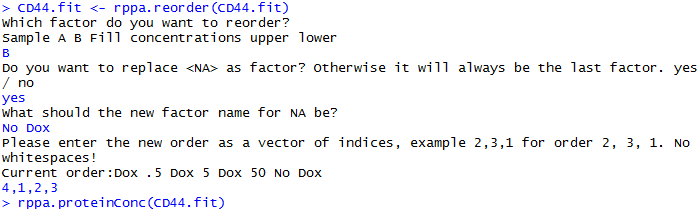 > CD44.fit <- rppa.reorder(CD44.fit)
Which factor do you want to reorder?
Sample A B Fill concentrations upper lower
B
Do you want to replace <NA> as factor? Otherwise it will always be the last factor. yes
/ no
yes
What should the new factor name for NA be?
No Dox
Please enter the new order as a vector of indices, example 2,3,1 for order 2, 3, 1. No
whitespaces!
Current order:Dox .5 Dox 5 Dox 50 No Dox
4,1,2,3
> rppa.proteinConc(CD44.fit)